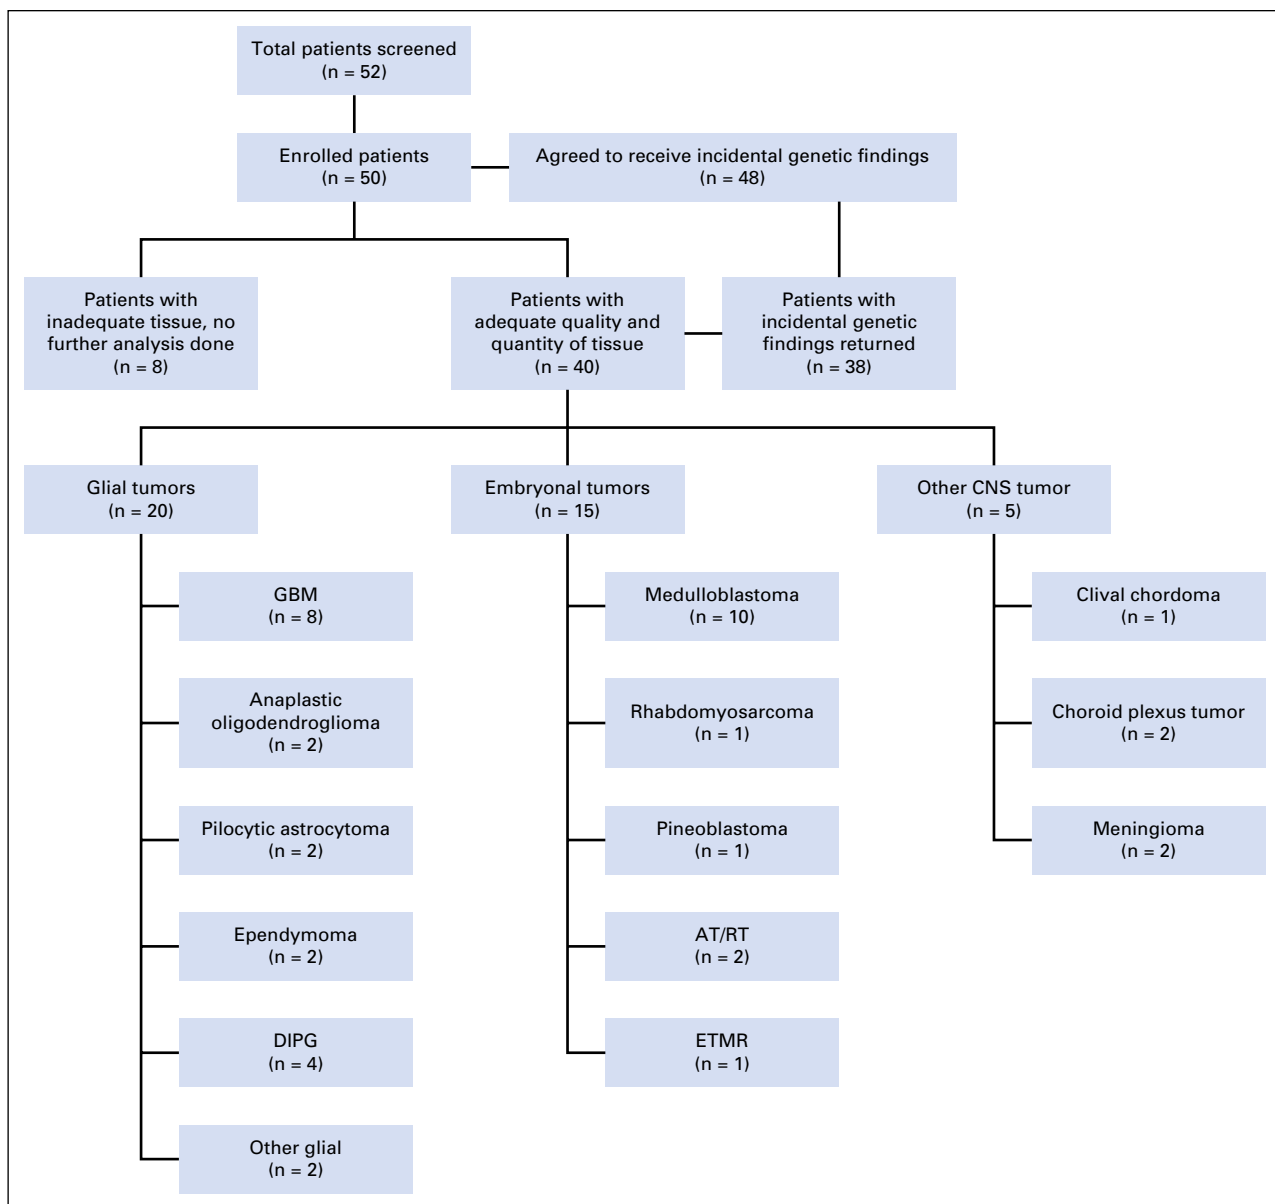 Total patients screened
(n = 52)
Enrolled patients
(n = 50)
Agreed to receive incidental genetic findings
(n = 48)
Patients with
inadequate tissue, no
further analysis done
(n = 8)
Patients with
adequate quality and
quantity of tissue
(n = 40)
Patients with
incidental genetic
findings returned
(n = 38)
Glial tumors
(n = 20)
Embryonal tumors
(n = 15)
Other CNS tumor
(n = 5)
GBM
(n = 8)
Anaplastic
oligodendroglioma
(n = 2)
Pilocytic astrocytoma
(n = 2)
Ependymoma
(n = 2)
DIPG
(n = 4)
Other glial
(n = 2)
Medulloblastoma
(n = 10)
Rhabdomyosarcoma
(n = 1)
Pineoblastoma
(n = 1)
AT/RT
(n = 2)
ETMR
(n = 1)
Clival chordoma
(n = 1)
Choroid plexus tumor
(n = 2)
Meningioma
(n = 2)